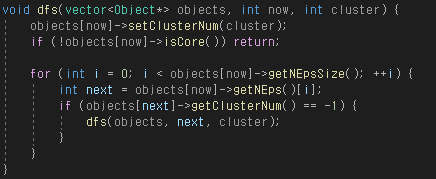 void dfs(vector<Object*> objects, int now, int cluster) {
objects[now]->setClusterNum(cluster);
if (!objects[now]->isCore()) return;
for (int i = 0; i < objects[now]->getNEpsSize(); ++i) {
int next = objects[now]->getNEps()[i];
if (objects[next]->getClusterNum() == -1) {
dfs(objects, next, cluster);
}
}
}